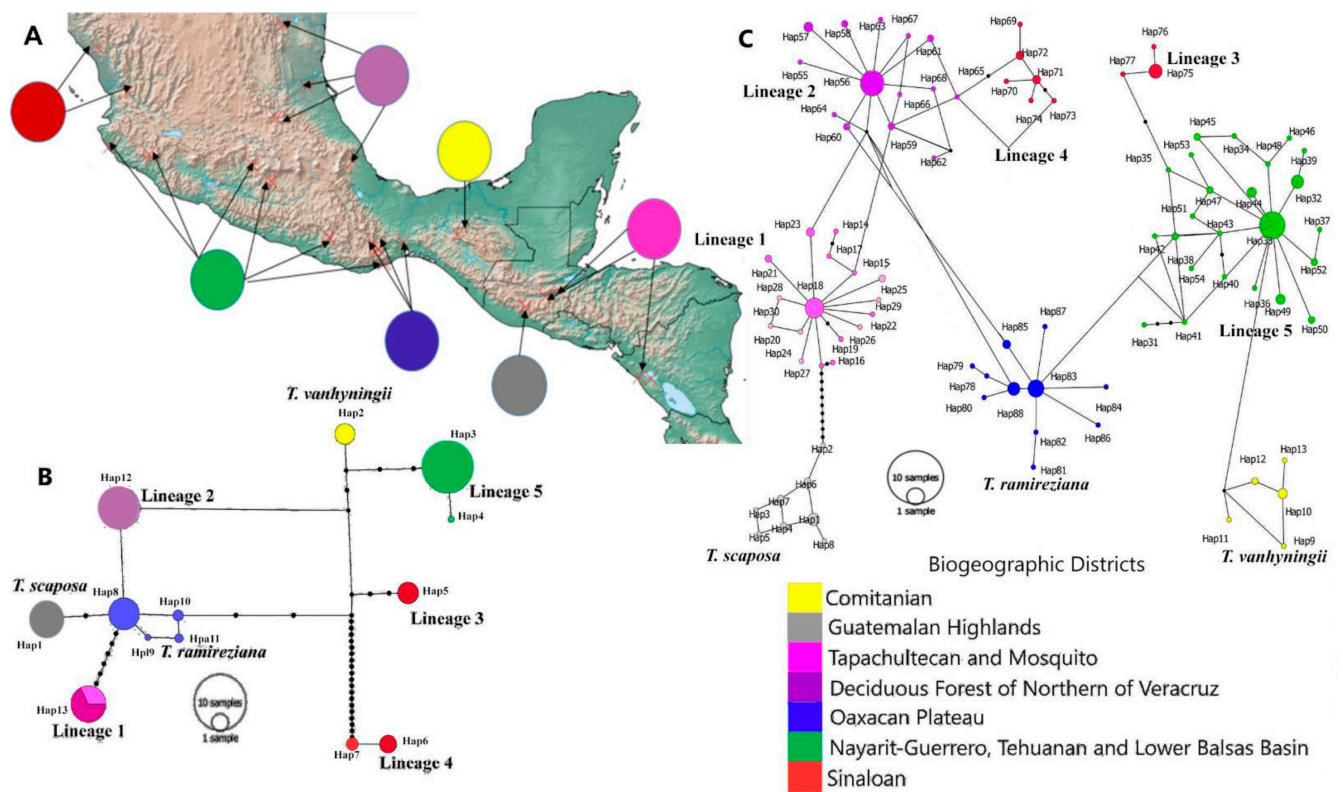 A
B
T. vanhyningii
Hap2
Hap3
Lineage 5
Hap4
Hap12
Lineage 2
T. scaposa
Hap1
Hap8
Hap10
Hpl9
Hpa11
T. ramireziana
Hap5
Lineage 3
Hap13
Lineage 1
10 samples
1 sample
Hap7
Hap6
Lineage 4
C
Hap57
Hap58
Hap63
Hap67
Hap61
Hap55
Hap56
Lineage 2
Hap64
Hap60
Hap66
Hap68
Hap59
Hap62
Hap65
Hap69
Hap72
Hap71
Hap70
Hap74
Hap73
Lineage 4
Hap76
Hap77
Hap75
Lineage 3
Hap45
Hap53
Hap34
Hap48
Hap46
Hap39
Hap35
Hap47
Hap44
Hap32
Hap51
Hap43
Hap33
Hap37
Hap42
Hap38
Hap54
Hap40
Hap52
Hap36
Hap49
Hap50
Hap31
Hap41
Lineage 5
Lineage 1
Hap23
Hap14
Hap17
Hap15
Hap21
Hap18
Hap28
Hap25
Hap29
Hap30
Hap22
Hap20
Hap26
Hap19
Hap24
Hap16
Hap27
Hap2
Hap6
Hap7
Hap3
Hap4
Hap1
Hap5
Hap8
T. scaposa
10 samples
1 sample
Hap85
Hap87
Hap79
Hap83
Hap78
Hap84
Hap80
Hap88
Hap86
Hap82
Hap81
T. ramireziana
Hap12
Hap13
Hap10
Hap11
Hap9
T. vanhyningii
Biogeographic Districts
Comitanian
Guatemalan Highlands
Tapachultecan and Mosquito
Deciduous Forest of Northern of Veracruz
Oaxacan Plateau
Nayarit-Guerrero, Tehuanan and Lower Balsas Basin
Sinaloan